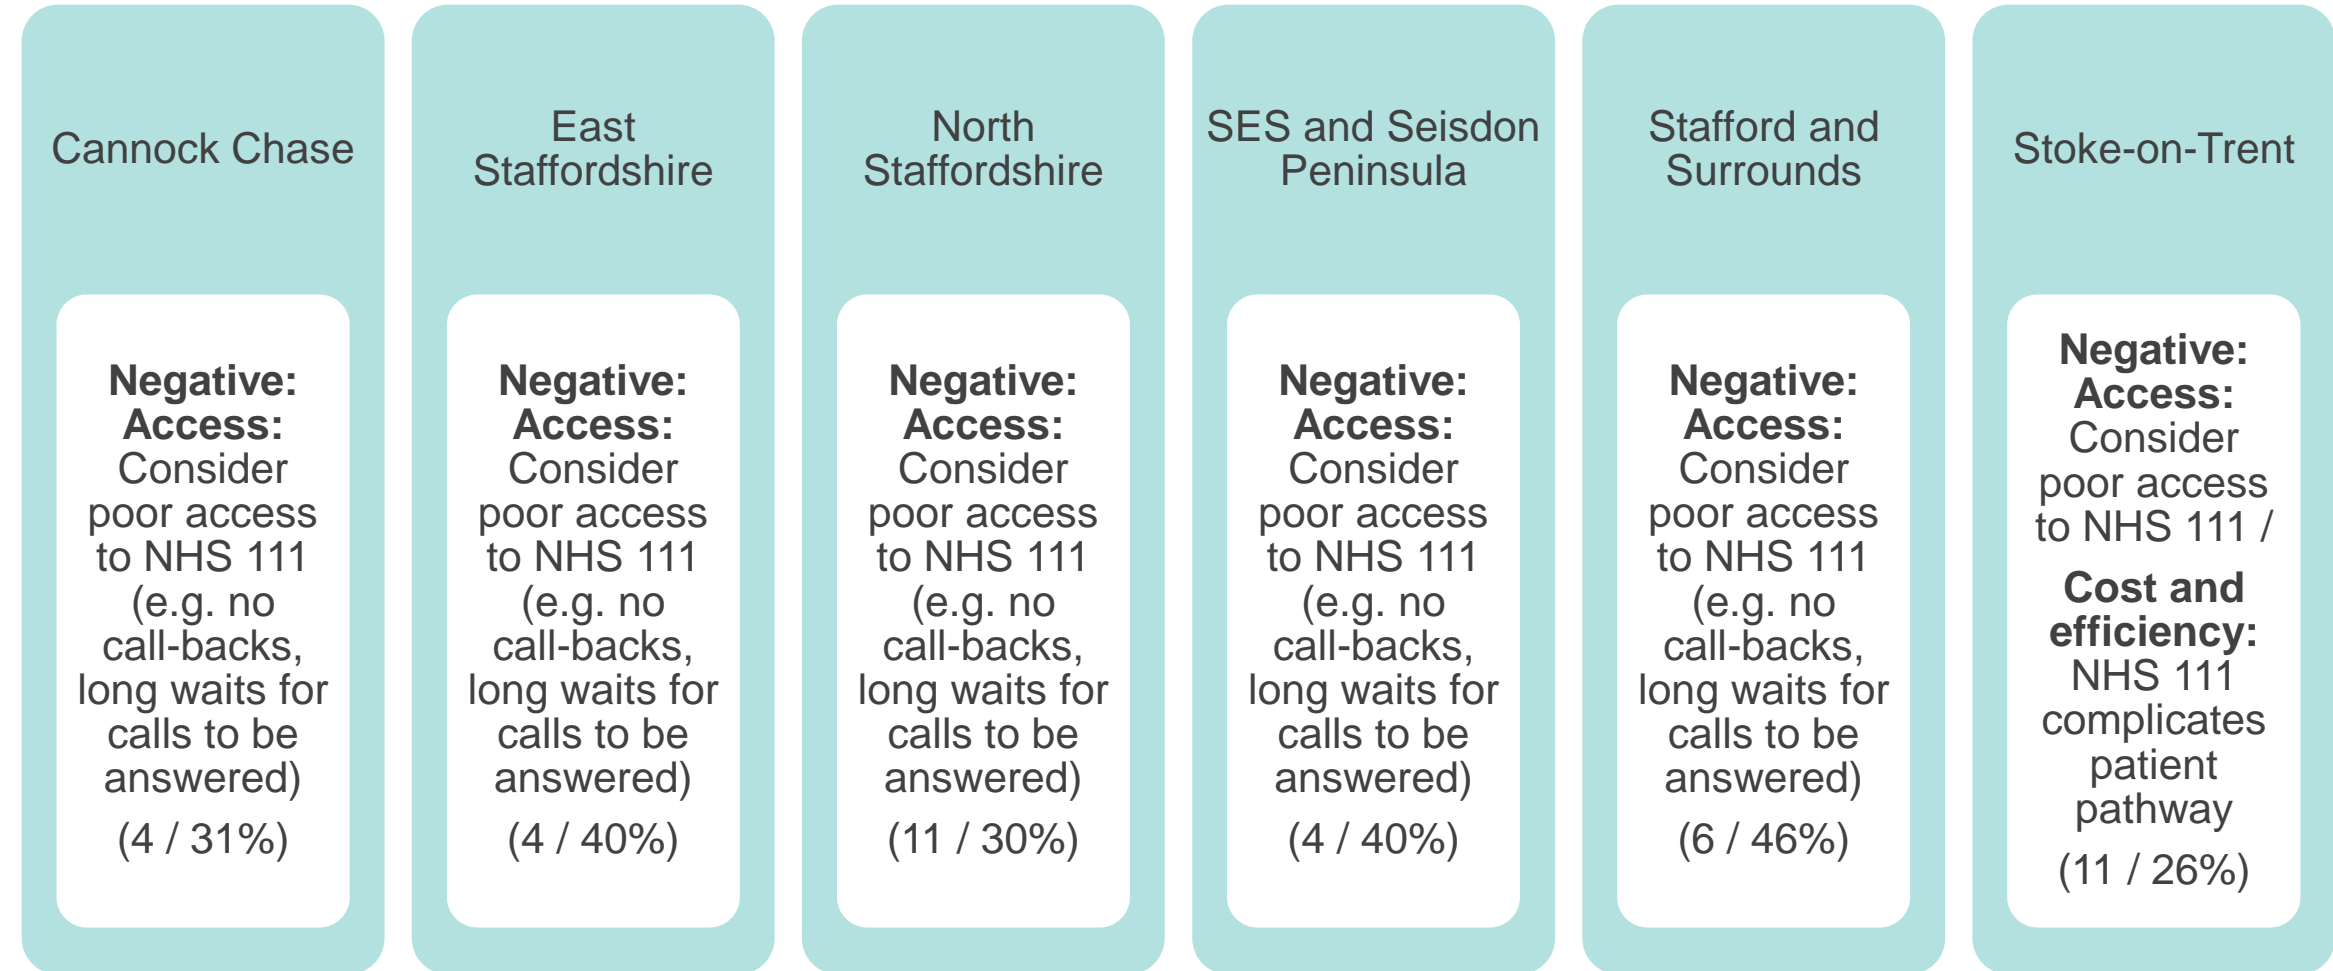 Cannock Chase
Negative:
Access:
Consider
poor access
to NHS 111
(e.g. no
call-backs,
long waits for
calls to be
answered)
(4 / 31%)
East
Staffordshire
Negative:
Access:
Consider
poor access
to NHS 111
(e.g. no
call-backs,
long waits for
calls to be
answered)
(4 / 40%)
North
Staffordshire
Negative:
Access:
Consider
poor access
to NHS 111
(e.g. no
call-backs,
long waits for
calls to be
answered)
(11 / 30%)
SES and Seisdon
Peninsula
Negative:
Access:
Consider
poor access
to NHS 111
(e.g. no
call-backs,
long waits for
calls to be
answered)
(4 / 40%)
Stafford and
Surrounds
Negative:
Access:
Consider
poor access
to NHS 111
(e.g. no
call-backs,
long waits for
calls to be
answered)
(6 / 46%)
Stoke-on-Trent
Negative:
Access:
Consider
poor access
to NHS 111 /
Cost and
efficiency:
NHS 111
complicates
patient
pathway
(11 / 26%)